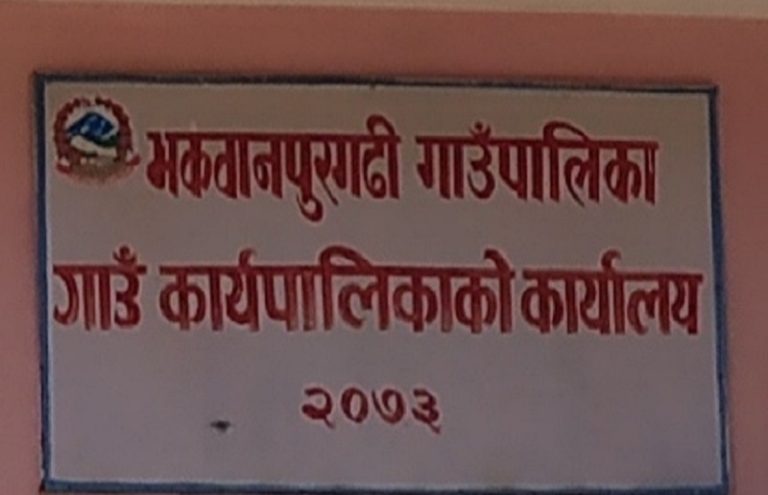 भकवानपुरगढी गाउँपालिका
गाउँ कार्यपालिकाको कार्यालय
२०७३